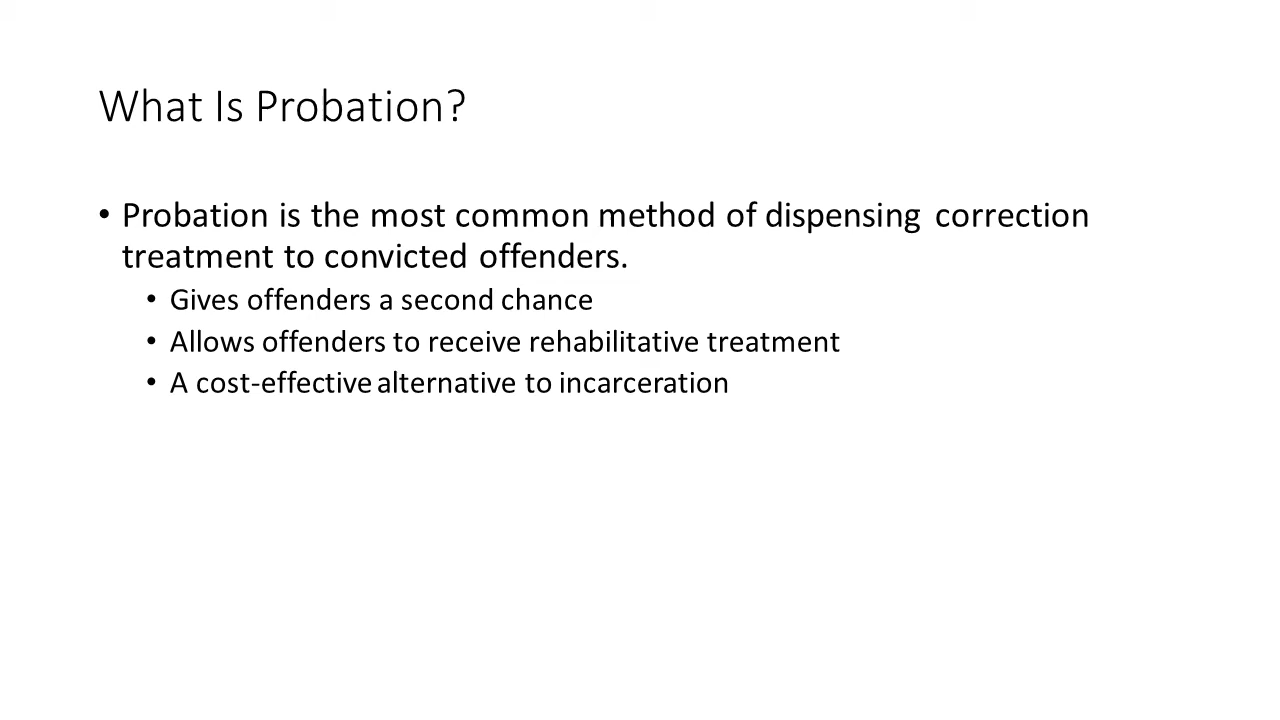 What Is Probation?
• Probation is the most common method of dispensing correction
treatment to convicted offenders.
• Gives offenders a second chance
• Allows offenders to receive rehabilitative treatment
• A cost-effective alternative to incarceration